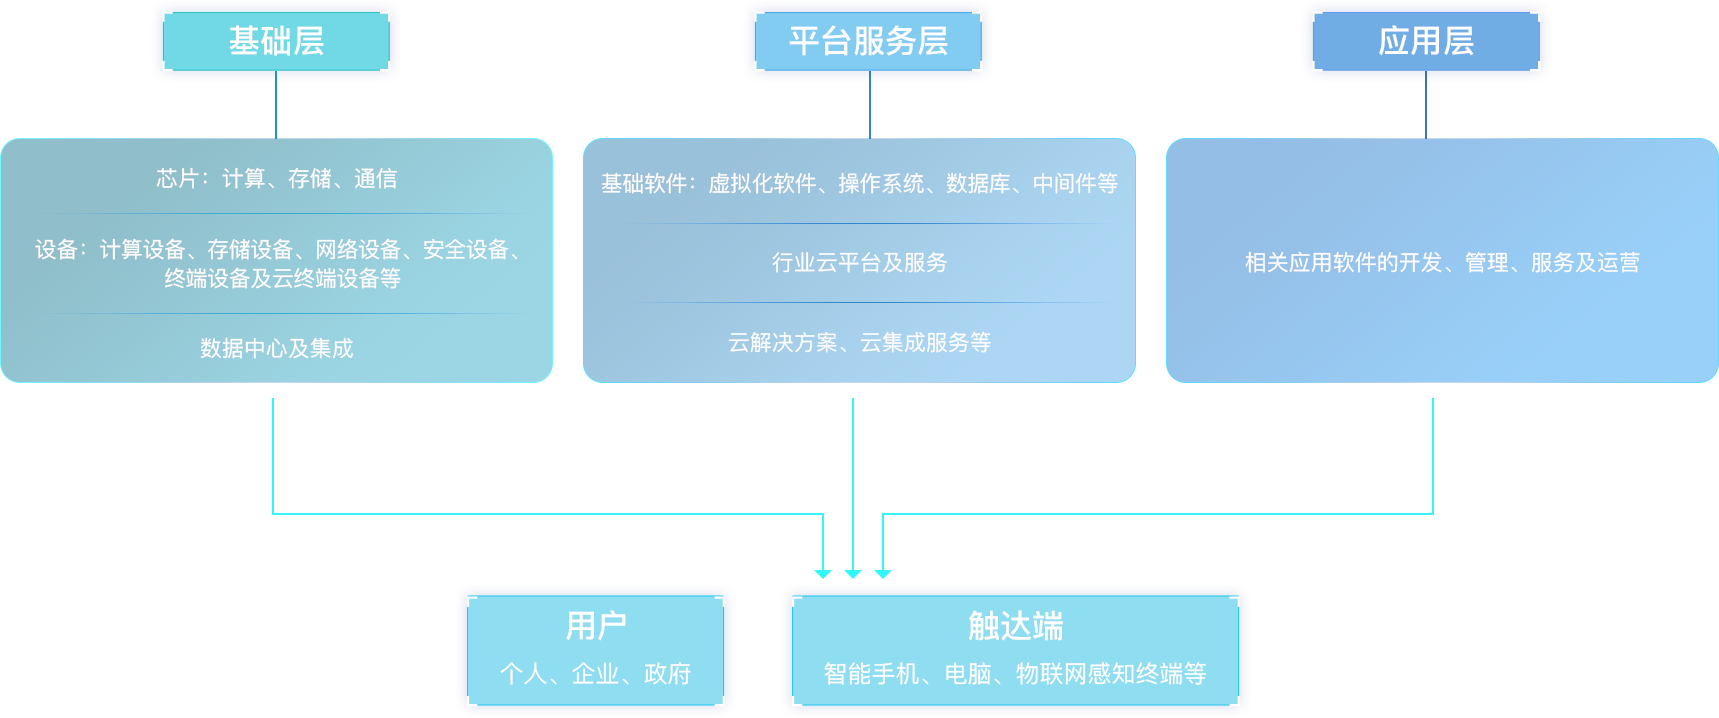 基础层
平台服务层
应用层
芯片：计算、存储、通信
设备：计算设备、存储设备、网络设备、安全设备、
终端设备及云终端设备等
数据中心及集成
基础软件：虚拟化软件、操作系统、数据库、中间件等
行业云平台及服务
云解决方案、云集成服务等
相关应用软件的开发、管理、服务及运营
用户
个人、企业、政府
触达端
智能手机、电脑、物联网感知终端等